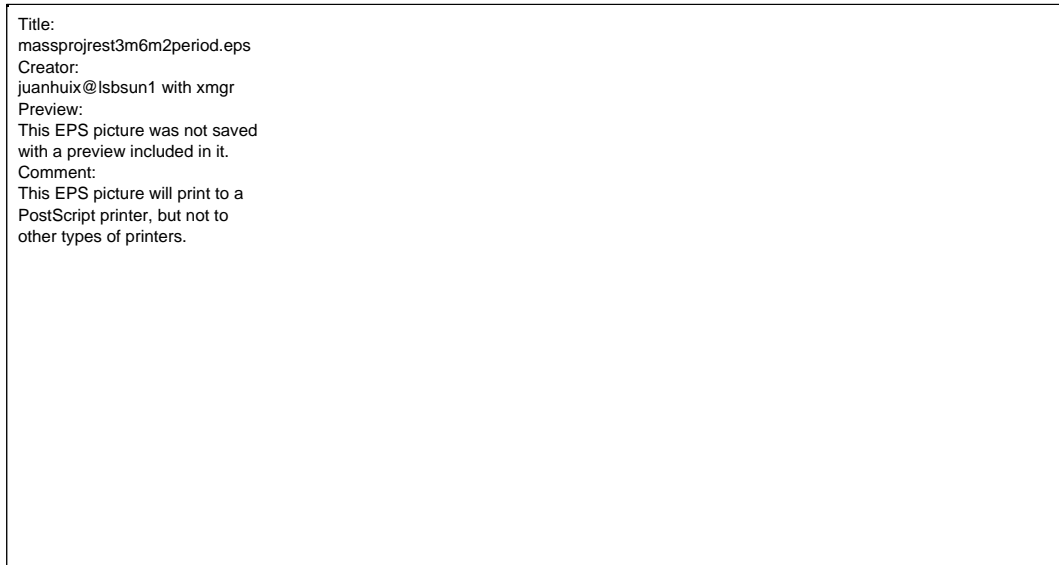 Title:
massprojrest3m6m2period.eps
Creator:
juanhuix@lsbsun1 with xmgr
Preview:
This EPS picture was not saved
with a preview included in it.
Comment:
This EPS picture will print to a
PostScript printer, but not to
other types of printers.